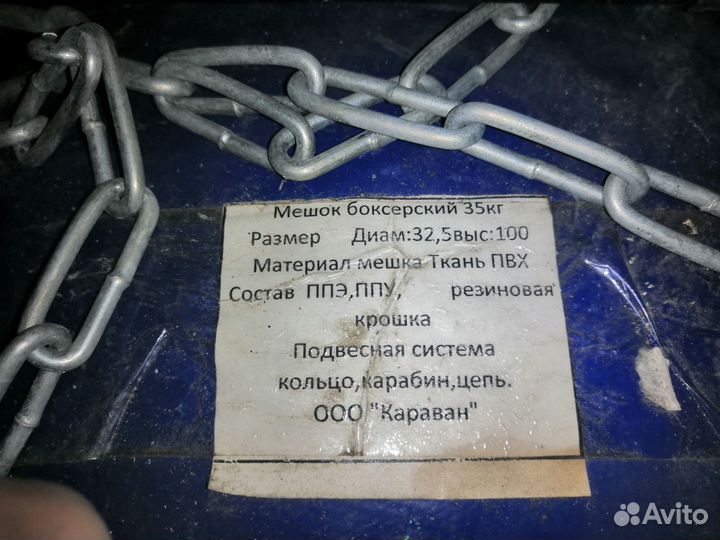 Мешок боксерский 35кг
Размер Диам:32,5выс:100
Материал мешка Ткань ПВХ
Состав ППЭ,ППУ, резиновая
крошка
Подвесная система
кольцо,карабин,цепь.
ООО "Караван"
Avito